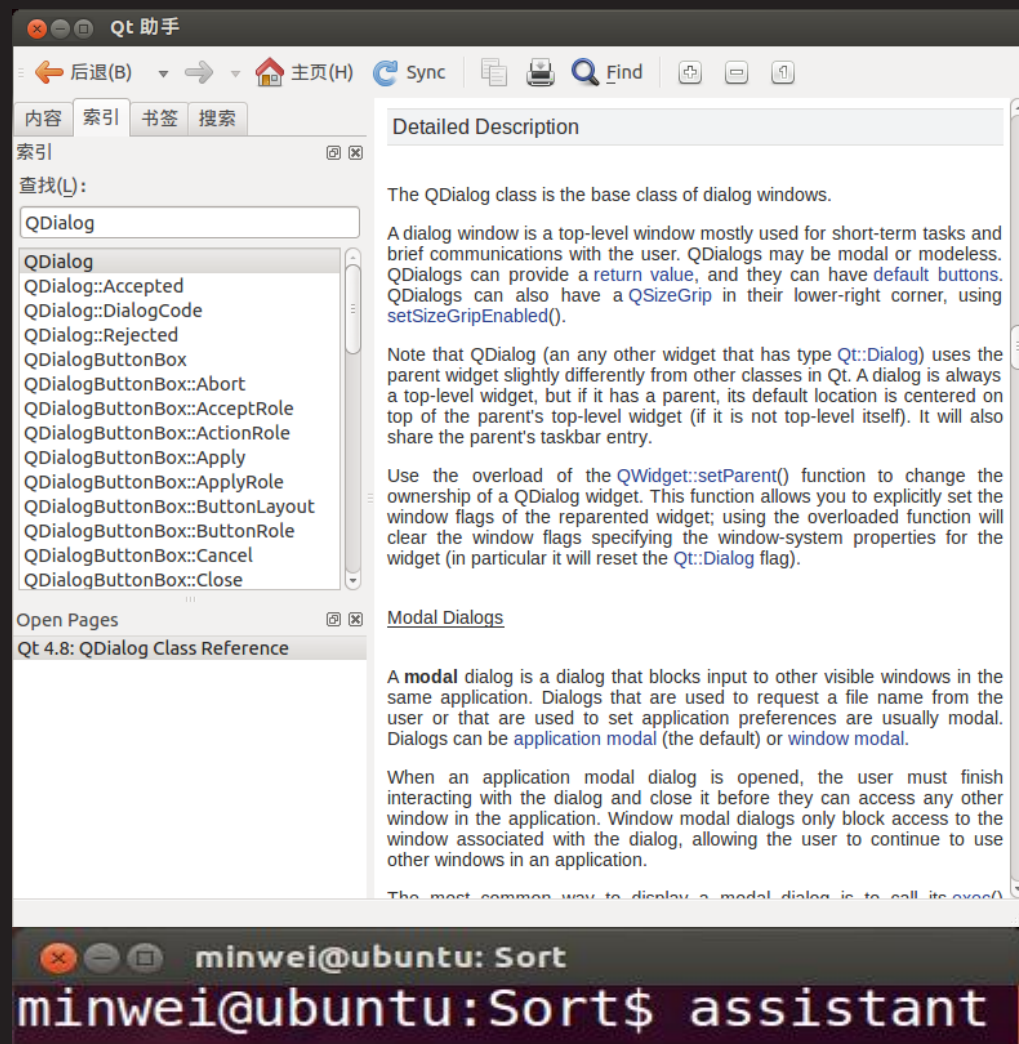 Qt 助手
后退(B) 主页(H) Sync Find
内容 索引 书签 搜索
索引
查找(L):
QDialog
QDialog
QDialog::Accepted
QDialog::DialogCode
QDialog::Rejected
QDialogButtonBox
QDialogButtonBox::Abort
QDialogButtonBox::AcceptRole
QDialogButtonBox::ActionRole
QDialogButtonBox::Apply
QDialogButtonBox::ApplyRole
QDialogButtonBox::ButtonLayout
QDialogButtonBox::ButtonRole
QDialogButtonBox::Cancel
QDialogButtonBox::Close
Open Pages
Qt 4.8: QDialog Class Reference
Detailed Description
The QDialog class is the base class of dialog windows.
A dialog window is a top-level window mostly used for short-term tasks and
brief communications with the user. QDialogs may be modal or modeless.
QDialogs can provide a return value, and they can have default buttons.
QDialogs can also have a QSizeGrip in their lower-right corner, using
setSizeGripEnabled().
Note that QDialog (an any other widget that has type Qt::Dialog) uses the
parent widget slightly differently from other classes in Qt. A dialog is always
a top-level widget, but if it has a parent, its default location is centered on
top of the parent's top-level widget (if it is not top-level itself). It will also
share the parent's taskbar entry.
Use the overload of the QWidget::setParent() function to change the
ownership of a QDialog widget. This function allows you to explicitly set the
window flags of the reparented widget; using the overloaded function will
clear the window flags specifying the window-system properties for the
widget (in particular it will reset the Qt::Dialog flag).
Modal Dialogs
A modal dialog is a dialog that blocks input to other visible windows in the
same application. Dialogs that are used to request a file name from the
user or that are used to set application preferences are usually modal.
Dialogs can be application modal (the default) or window modal.
When an application modal dialog is opened, the user must finish
interacting with the dialog and close it before they can access any other
window in the application. Window modal dialogs only block access to the
window associated with the dialog, allowing the user to continue to use
other windows in an application.
The most common way to display a modal dialog is to call its exec()
minwei@ubuntu: Sort
minwei@ubuntu:Sort$ assistant